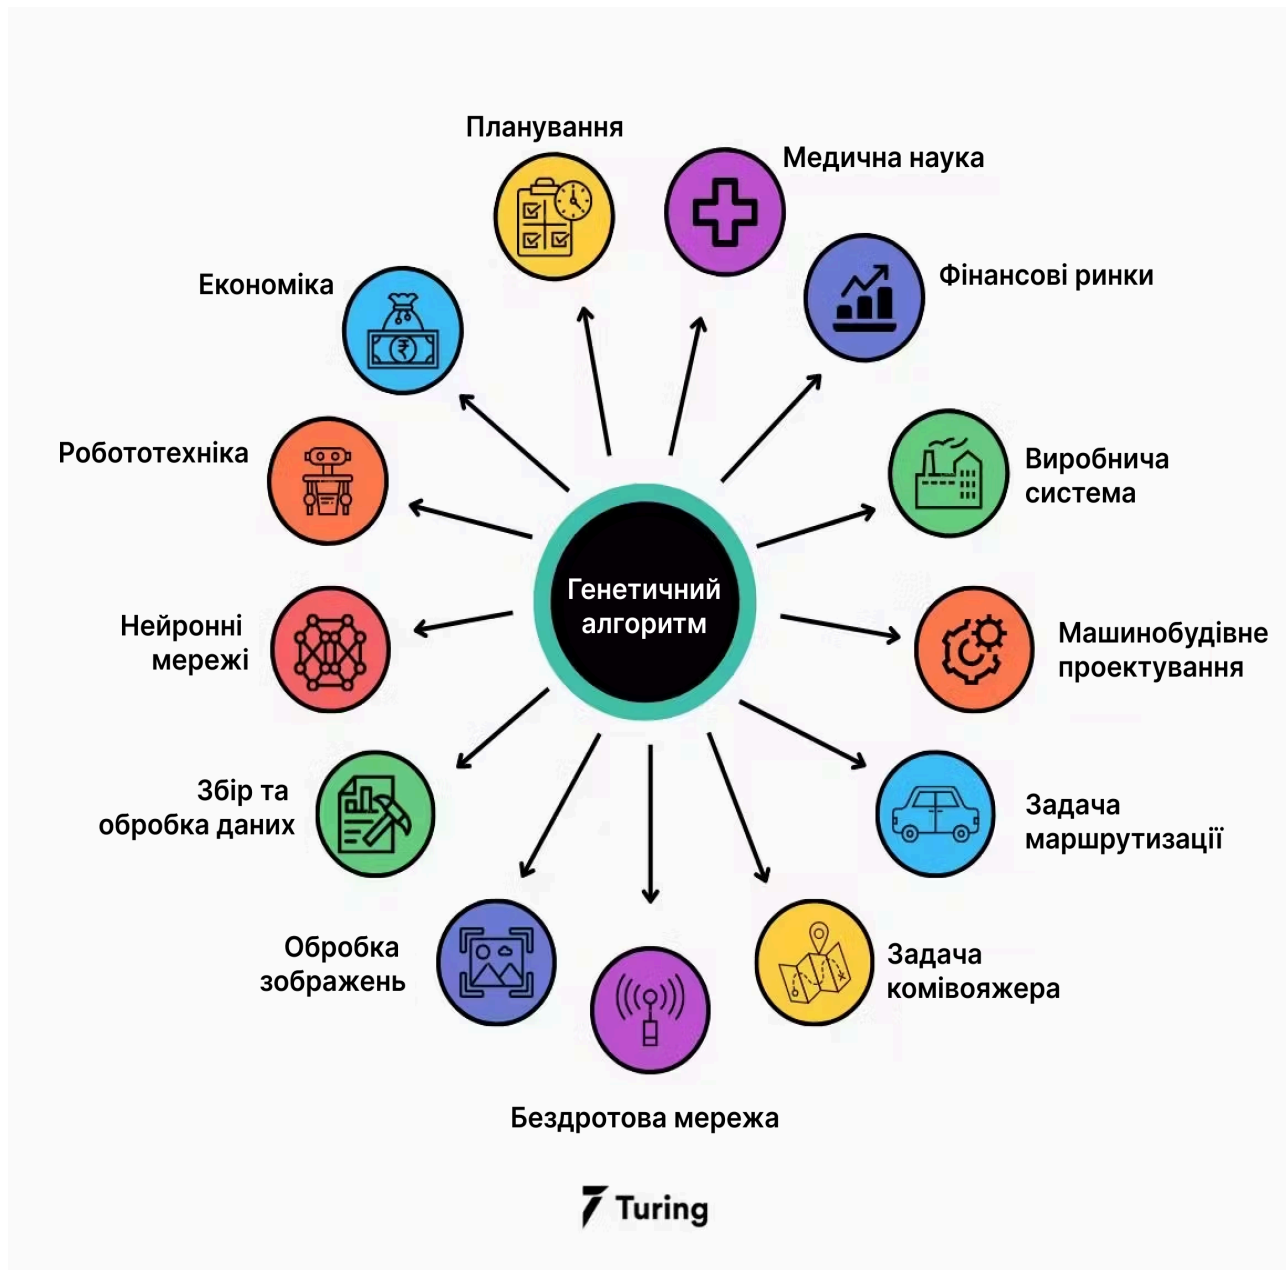 Планування
Медична наука
Фінансові ринки
Економіка
Робототехніка
Виробнича
система
Генетичний
алгоритм
Нейронні
мережі
Машинобудівне
проектування
Збір та
обробка даних
Задача
маршрутизації
Обробка
зображень
Задача
комівояжера
Бездротова мережа
Turing